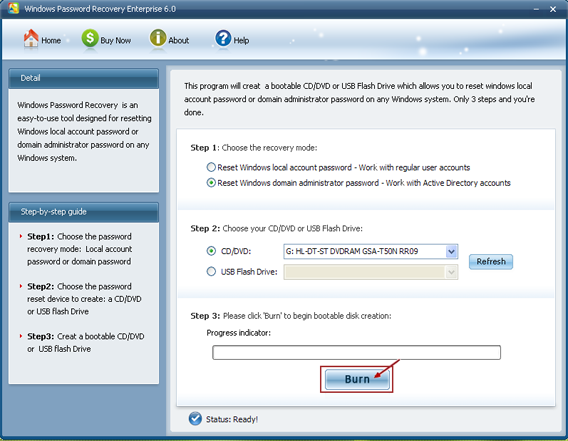 Windows Password Recovery Enterprise 6.0
Home
Buy Now
About
Help
Detail
Windows Password Recovery is an
easy-to-use tool designed for resetting
Windows local account password or
domain administrator password on any
Windows system.
Step-by-step guide
Step1: Choose the password
recovery mode: Local account
password or domain password
Step2: Choose the password
reset device to create: a CD/DVD
or USB flash Drive
Step3: Creat a bootable CD/DVD
or USB flash Drive
This program will creat a bootable CD/DVD or USB Flash Drive which allows you to reset windows local
account password or domain administrator password on any Windows system. Only 3 steps and you're
done.
Step 1: Choose the recovery mode:
Reset Windows local account password - Work with regular user accounts
Reset Windows domain administrator password - Work with Active Directory accounts
Step 2: Choose your CD/DVD or USB Flash Drive:
CD/DVD:
G: HL-DT-ST DVDRAM GSA-T50N RR09
Refresh
USB Flash Drive:
Step 3: Please click 'Burn' to begin bootable disk creation:
Progress indicator:
Burn
Status: Ready!